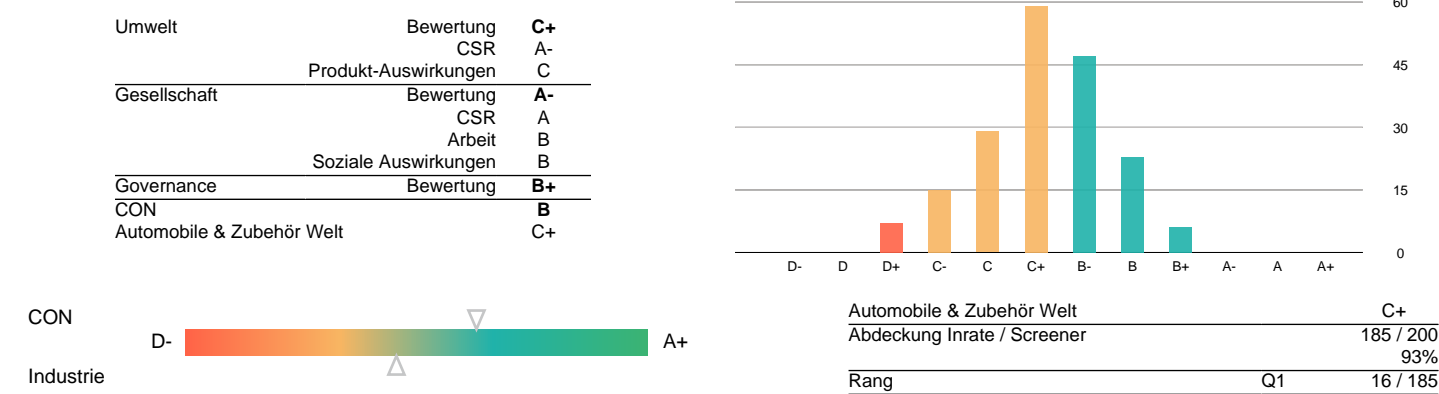 Umwelt Bewertung C+
CSR A-
Produkt-Auswirkungen C
Gesellschaft Bewertung A-
CSR A
Arbeit B
Soziale Auswirkungen B
Governance Bewertung B+
CON B
Automobile & Zubehör Welt C+
60
45
30
15
0
D- D D+ C- C C+ B- B B+ A- A A+
CON
D- A+
Industrie
Automobile & Zubehör Welt C+
Abdeckung Inrate / Screener 185 / 200
93%
Rang Q1 16 / 185